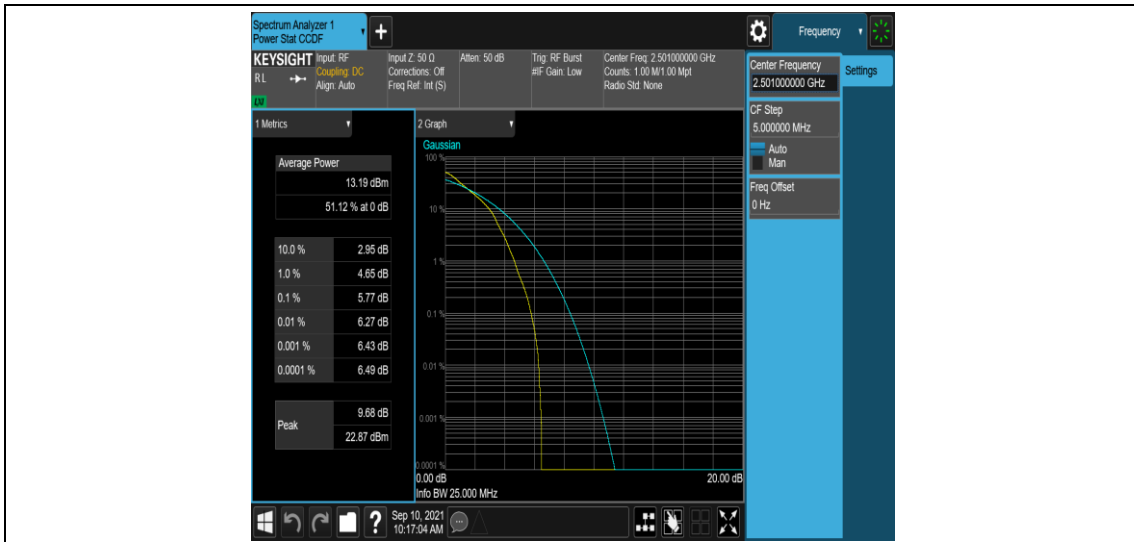 Spectrum Analyzer 1
Power Stat CCDF
Frequency
KEYSIGHT
RL
Input: RF
Coupling: DC
Align: Auto
Input Z: 50 Ω
Corrections: Off
Freq Ref: Int (S)
Atten: 50 dB
Trig: RF Burst
#IF Gain: Low
Center Freq: 2.501000000 GHz
Counts: 1.00 M/1.00 Mpt
Radio Std: None
1 Metrics
Average Power
13.19 dBm
51.12 % at 0 dB
10.0 % 2.95 dB
1.0 % 4.65 dB
0.1 % 5.77 dB
0.01 % 6.27 dB
0.001 % 6.43 dB
0.0001 % 6.49 dB
Peak
9.68 dB
22.87 dBm
2 Graph
Gaussian
100 %
10 %
1 %
0.1 %
0.01 %
0.001 %
0.0001 %
0.00 dB 20.00 dB
Info BW 25.000 MHz
Center Frequency
2.501000000 GHz
Settings
CF Step
5.000000 MHz
Auto
Man
Freq Offset
0 Hz
Sep 10, 2021
10:17:04 AM